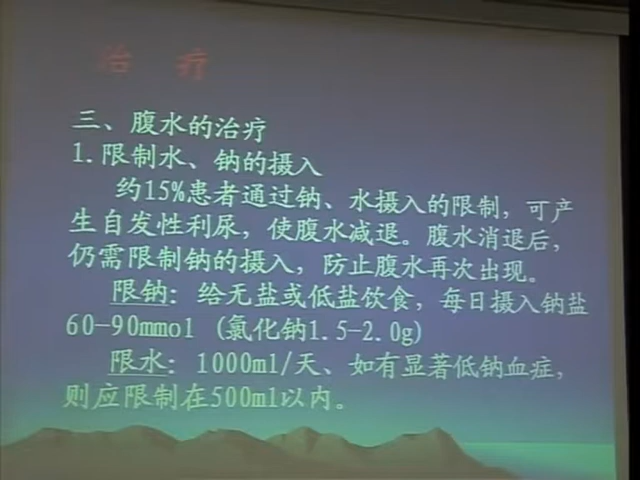 治 疗
三、腹水的治疗
1.限制水、钠的摄入
约15%患者通过钠、水摄入的限制，可产
生自发性利尿，使腹水减退。腹水消退后，
仍需限制钠的摄入，防止腹水再次出现。
限钠：给无盐或低盐饮食，每日摄入钠盐
60-90mmol（氯化钠1.5-2.0g)
限水：1000ml/天、如有显著低钠血症，
则应限制在500ml以内。